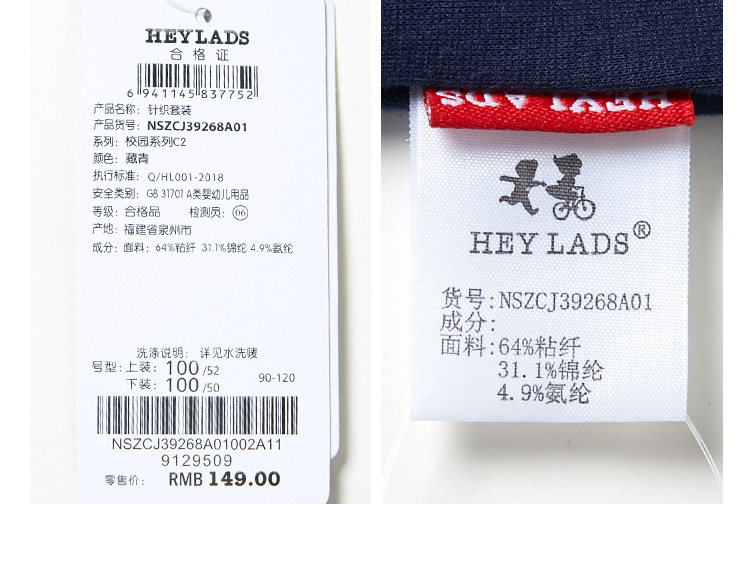 HEYLADS
合格证
6 941145 837752
产品名称: 针织套装
产品货号: NSZCJ39268A01
系列: 校园系列C2
颜色: 藏青
执行标准: Q/HL001-2018
安全类别: GB 31701 A类婴幼儿用品
等级: 合格品 检测员: 06
产地: 福建省泉州市
成分: 面料: 64%粘纤 31.1%锦纶 4.9%氨纶
洗涤说明: 详见水洗唛
号型: 上装: 100/52
下装: 100/50 90-120
NSZCJ39268A01002A11
9129509
零售价: RMB 149.00
HEYLADS
HEY LADS®
货号: NSZCJ39268A01
成分:
面料: 64%粘纤
31.1%锦纶
4.9%氨纶